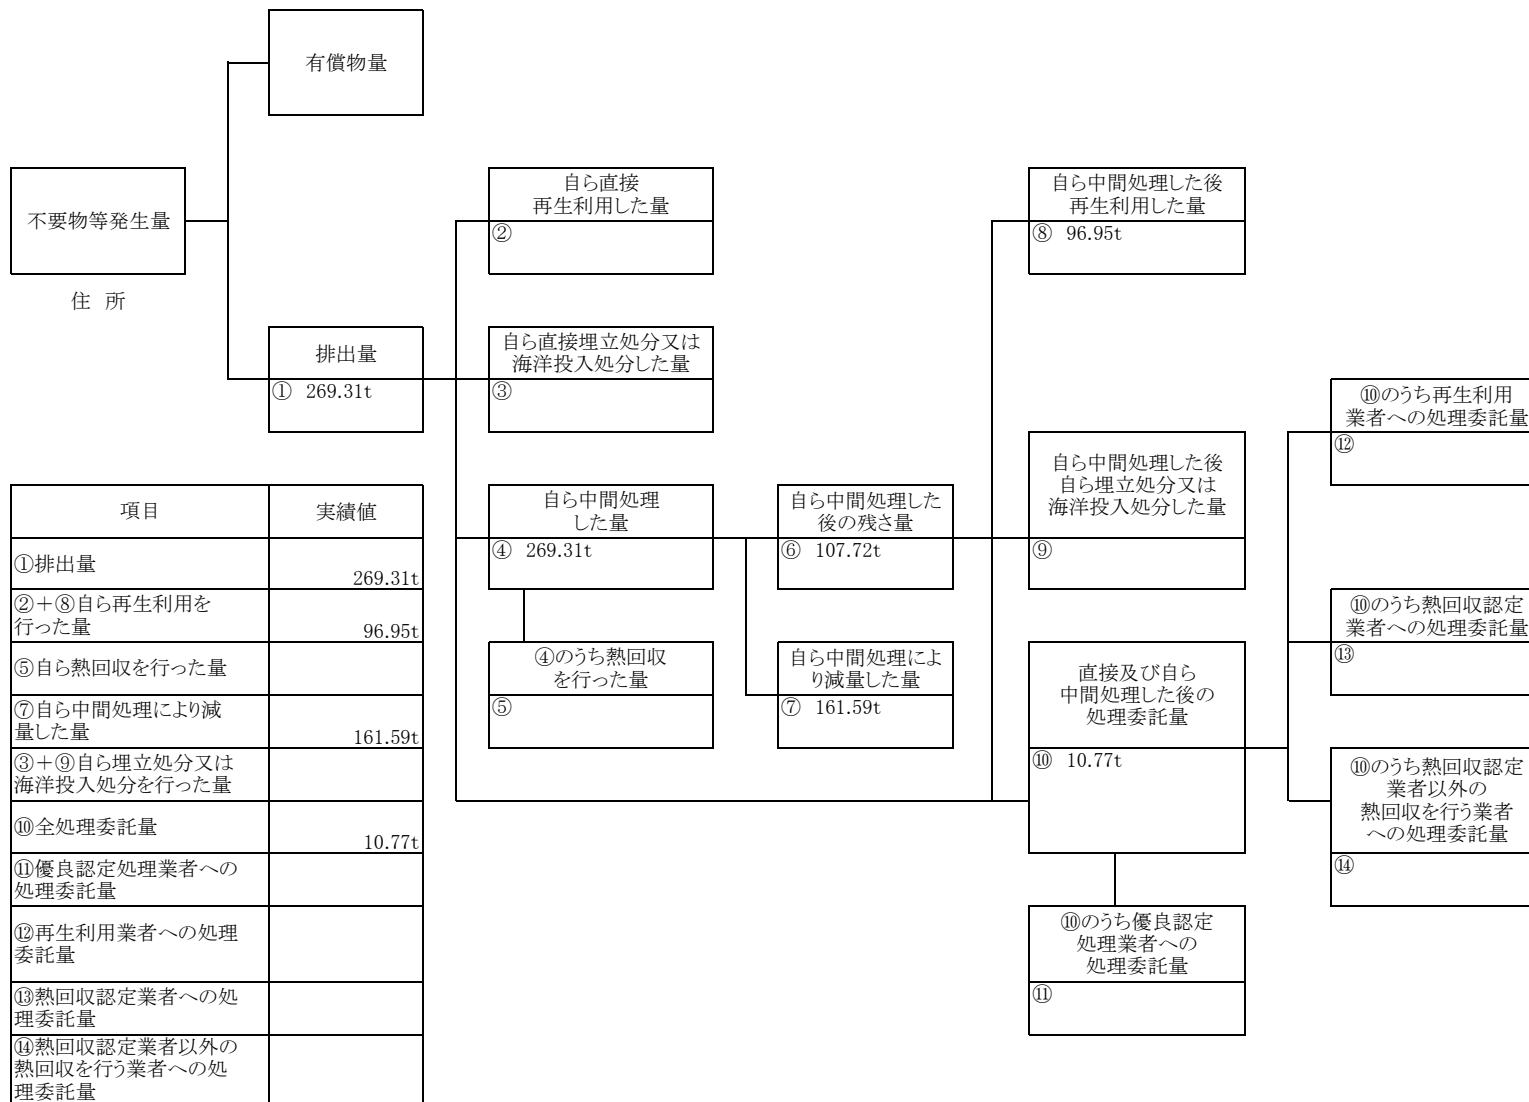 有償物量
不要物等発生量
住 所
排出量
① 269.31t
自ら直接
再生利用した量
②
自ら直接埋立処分又は
海洋投入処分した量
③
自ら中間処理
した量
④ 269.31t
④のうち熱回収
を行った量
⑤
自ら中間処理した
後の残さ量
⑥ 107.72t
自ら中間処理によ
り減量した量
⑦ 161.59t
自ら中間処理した後
再生利用した量
⑧ 96.95t
自ら中間処理した後
自ら埋立処分又は
海洋投入処分した量
⑨
直接及び自ら
中間処理した後の
処理委託量
⑩ 10.77t
⑩のうち優良認定
処理業者への
処理委託量
⑪
⑩のうち再生利用
業者への処理委託量
⑫
⑩のうち熱回収認定
業者への処理委託量
⑬
⑩のうち熱回収認定
業者以外の
熱回収を行う業者
への処理委託量
⑭
項目 実績値
①排出量
269.31t
②+⑧自ら再生利用を
行った量 96.95t
⑤自ら熱回収を行った量
⑦自ら中間処理により減
量した量 161.59t
③+⑨自ら埋立処分又は
海洋投入処分を行った量
⑩全処理委託量
10.77t
⑪優良認定処理業者への
処理委託量
⑫再生利用業者への処理
委託量
⑬熱回収認定業者への処
理委託量
⑭熱回収認定業者以外の
熱回収を行う業者への処
理委託量